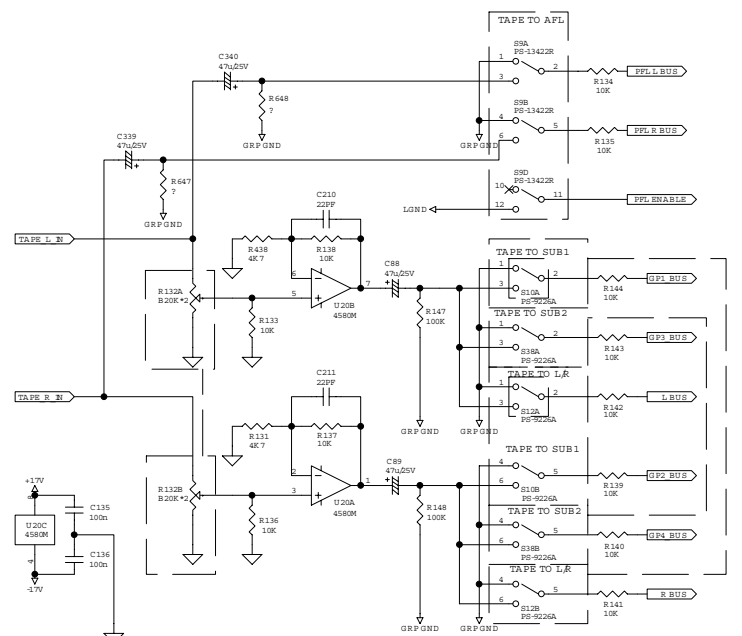 TAPE TO AFL
S9A
PS-13422R
1
2
3
R134
10K
PFL L BUS
C340
47u/25V
+
R648
?
GRPGND
S9B
PS-13422R
4
5
6
GRPGND
R135
10K
PFL R BUS
C339
47u/25V
+
R647
?
GRPGND
S9D
PS-13422R
10
11
12
LGND
PFL ENABLE
TAPE_L_IN
C210
22PF
R438
4K7
R138
10K
6
5
7
U20B
4580M
C88
47u/25V
+
R132A
B20K*2
R133
10K
R147
100K
GRPGND
TAPE TO SUB1
1
2
3
S10A
PS-9226A
R144
10K
GP1_BUS
TAPE TO SUB2
1
2
3
S38A
PS-9226A
R143
10K
GP3_BUS
TAPE TO L/R
1
2
3
S12A
PS-9226A
R142
10K
L BUS
GRPGND
TAPE_R_IN
C211
22PF
R131
4K7
R137
10K
2
3
1
U20A
4580M
C89
47u/25V
+
R132B
B20K*2
R136
10K
R148
100K
GRPGND
TAPE TO SUB1
4
5
6
S10B
PS-9226A
R139
10K
GP2_BUS
TAPE TO SUB2
4
5
6
S38B
PS-9226A
R140
10K
GP4_BUS
TAPE TO L/R
4
5
6
S12B
PS-9226A
R141
10K
R BUS
GRPGND
+17V
8
U20C
4580M
4
-17V
C135
100n
C136
100n